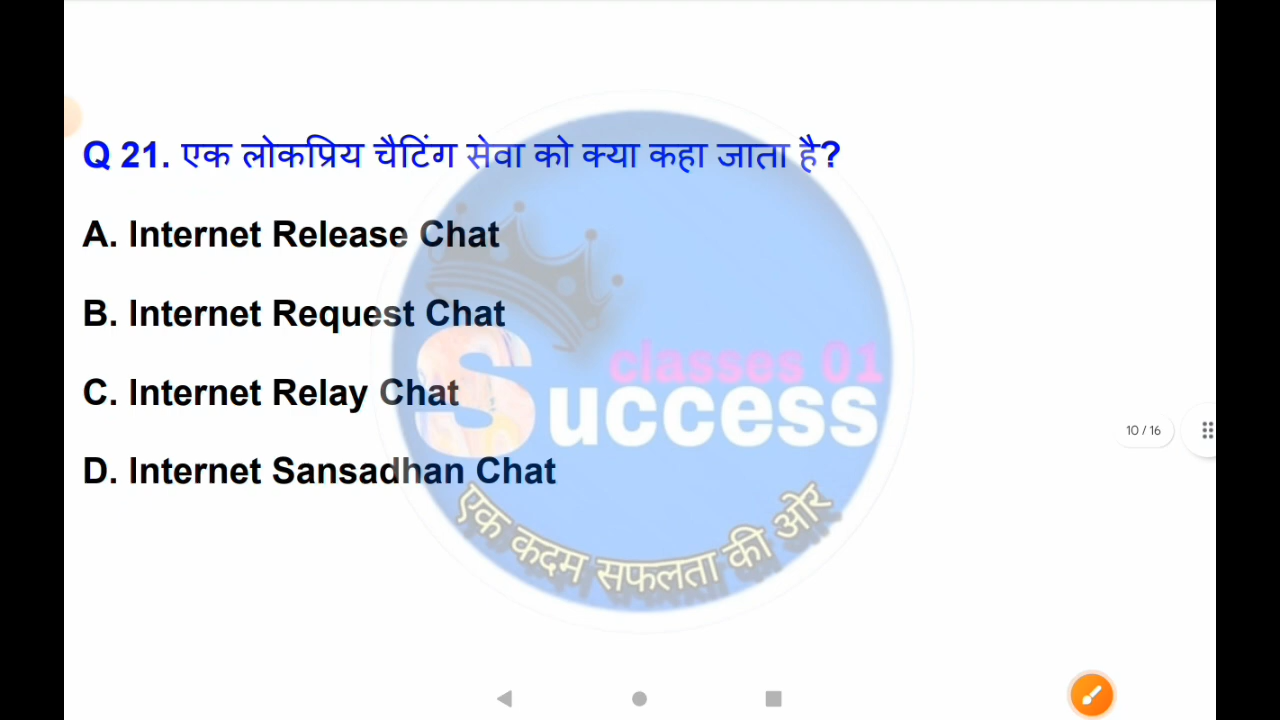 Q 21. एक लोकप्रिय चैटिंग सेवा को क्या कहा जाता है?
A. Internet Release Chat
B. Internet Request Chat
C. Internet Relay Chat
D. Internet Sansadhan Chat
classes 01
Success
एक कदम सफलता की ओर
10 / 16